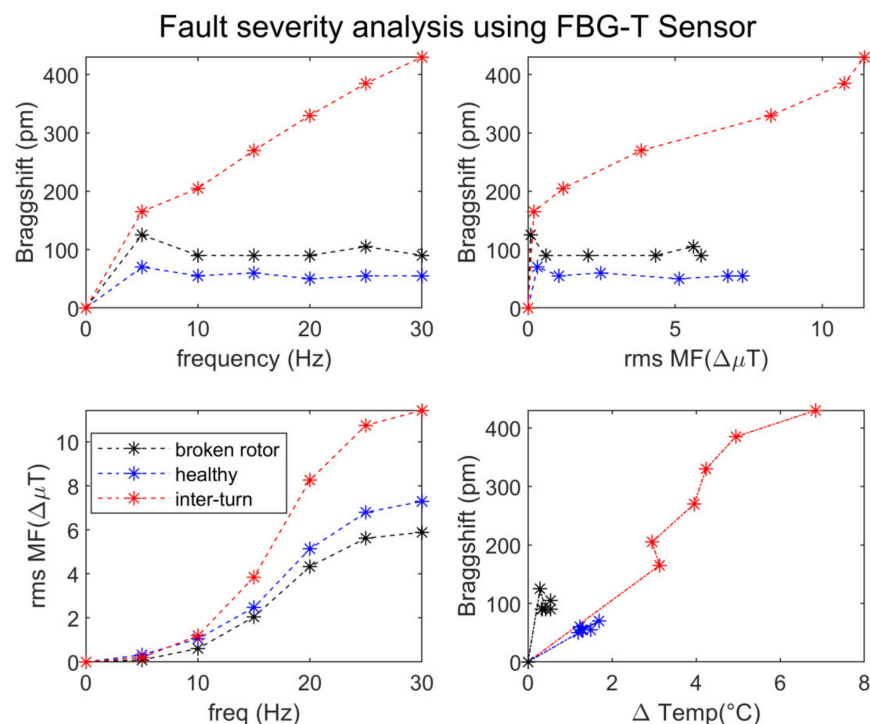 Fault severity analysis using FBG-T Sensor
Braggshift (pm)
400
300
200
100
0
0 10 20 30
frequency (Hz)
Braggshift (pm)
400
300
200
100
0
0 5 10
rms MF(ΔμT)
rms MF(ΔμT)
10
8
6
4
2
0
broken rotor
healthy
inter-turn
0 10 20 30
freq (Hz)
Braggshift (pm)
400
300
200
100
0
0 2 4 6 8
Δ Temp(°C)